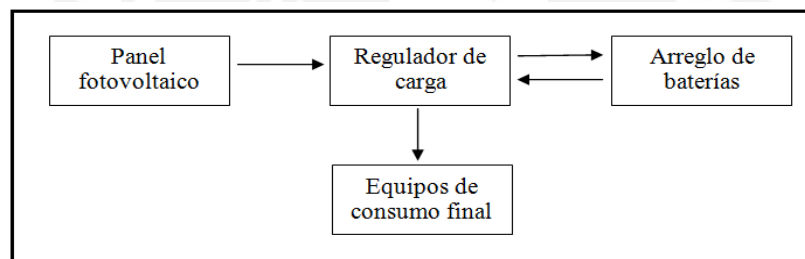 Panel
fotovoltaico
Regulador de
carga
Arreglo de
baterías
Equipos de
consumo final